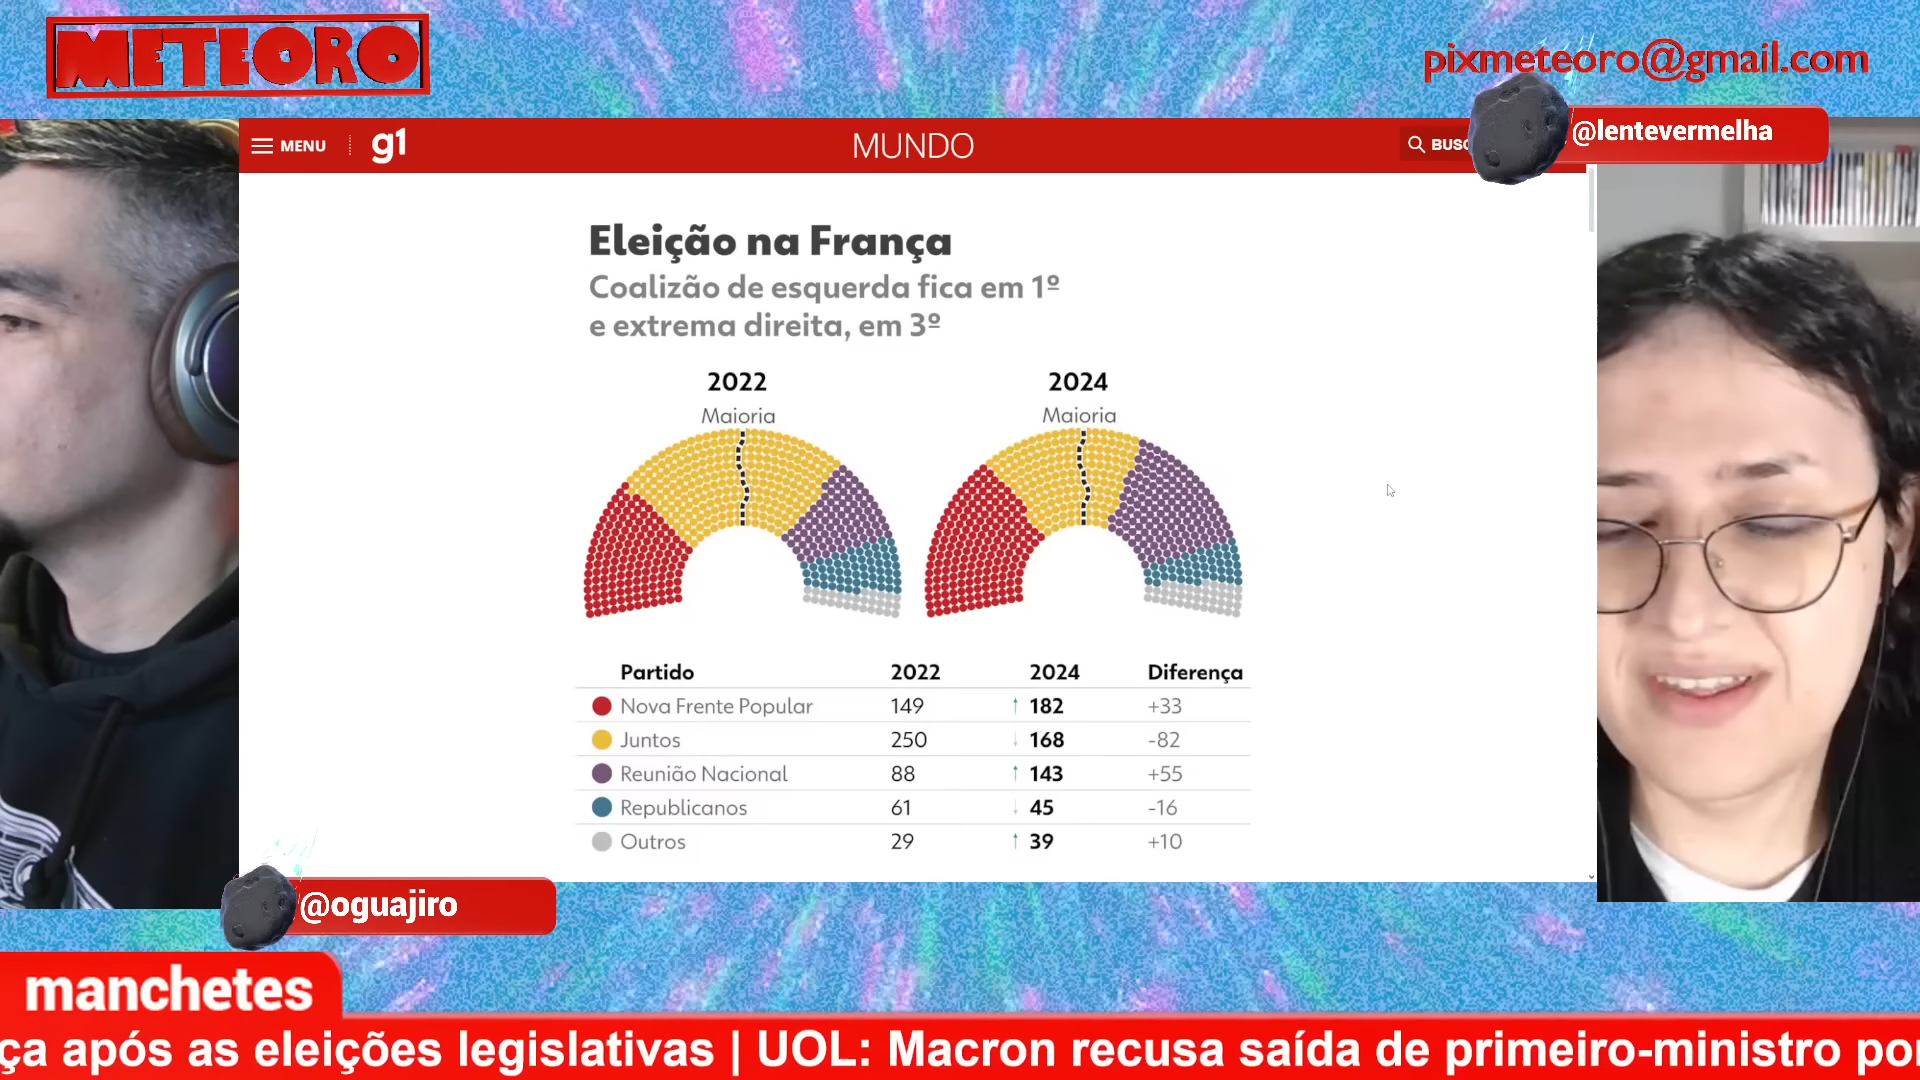 METEORO
pixmeteoro@gmail.com
@lentevermelha
MENU
g1
MUNDO
BUSC
Eleição na França
Coalizão de esquerda fica em 1º
e extrema direita, em 3º
2022
Maioria
2024
Maioria
Partido 2022 2024 Diferença
Nova Frente Popular 149 ↑ 182 +33
Juntos 250 ↓ 168 -82
Reunião Nacional 88 ↑ 143 +55
Republicanos 61 ↓ 45 -16
Outros 29 ↑ 39 +10
@oguajiro
manchetes
ça após as eleições legislativas | UOL: Macron recusa saída de primeiro-ministro po